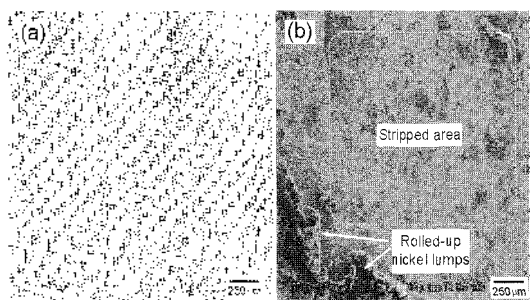 (a)
250
(b)
Stripped area
Rolled-up
nickel lumps
250μm